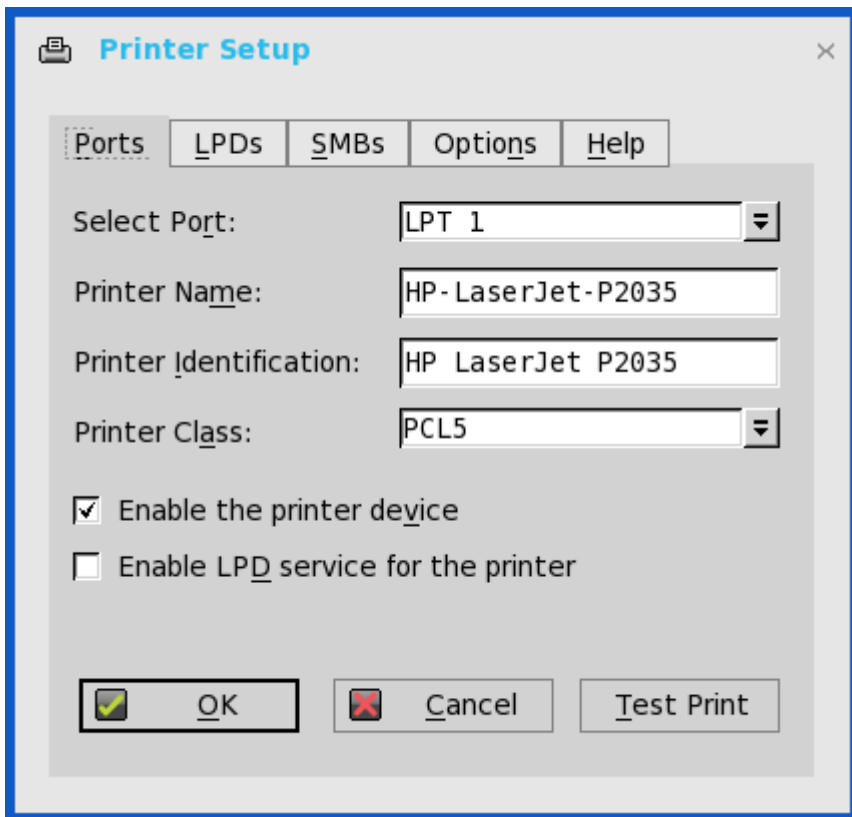 Printer Setup
Ports LPDs SMBs Options Help
Select Port: LPT 1
Printer Name: HP-LaserJet-P2035
Printer Identification: HP LaserJet P2035
Printer Class: PCL5
Enable the printer device
Enable LPD service for the printer
OK Cancel Test Print